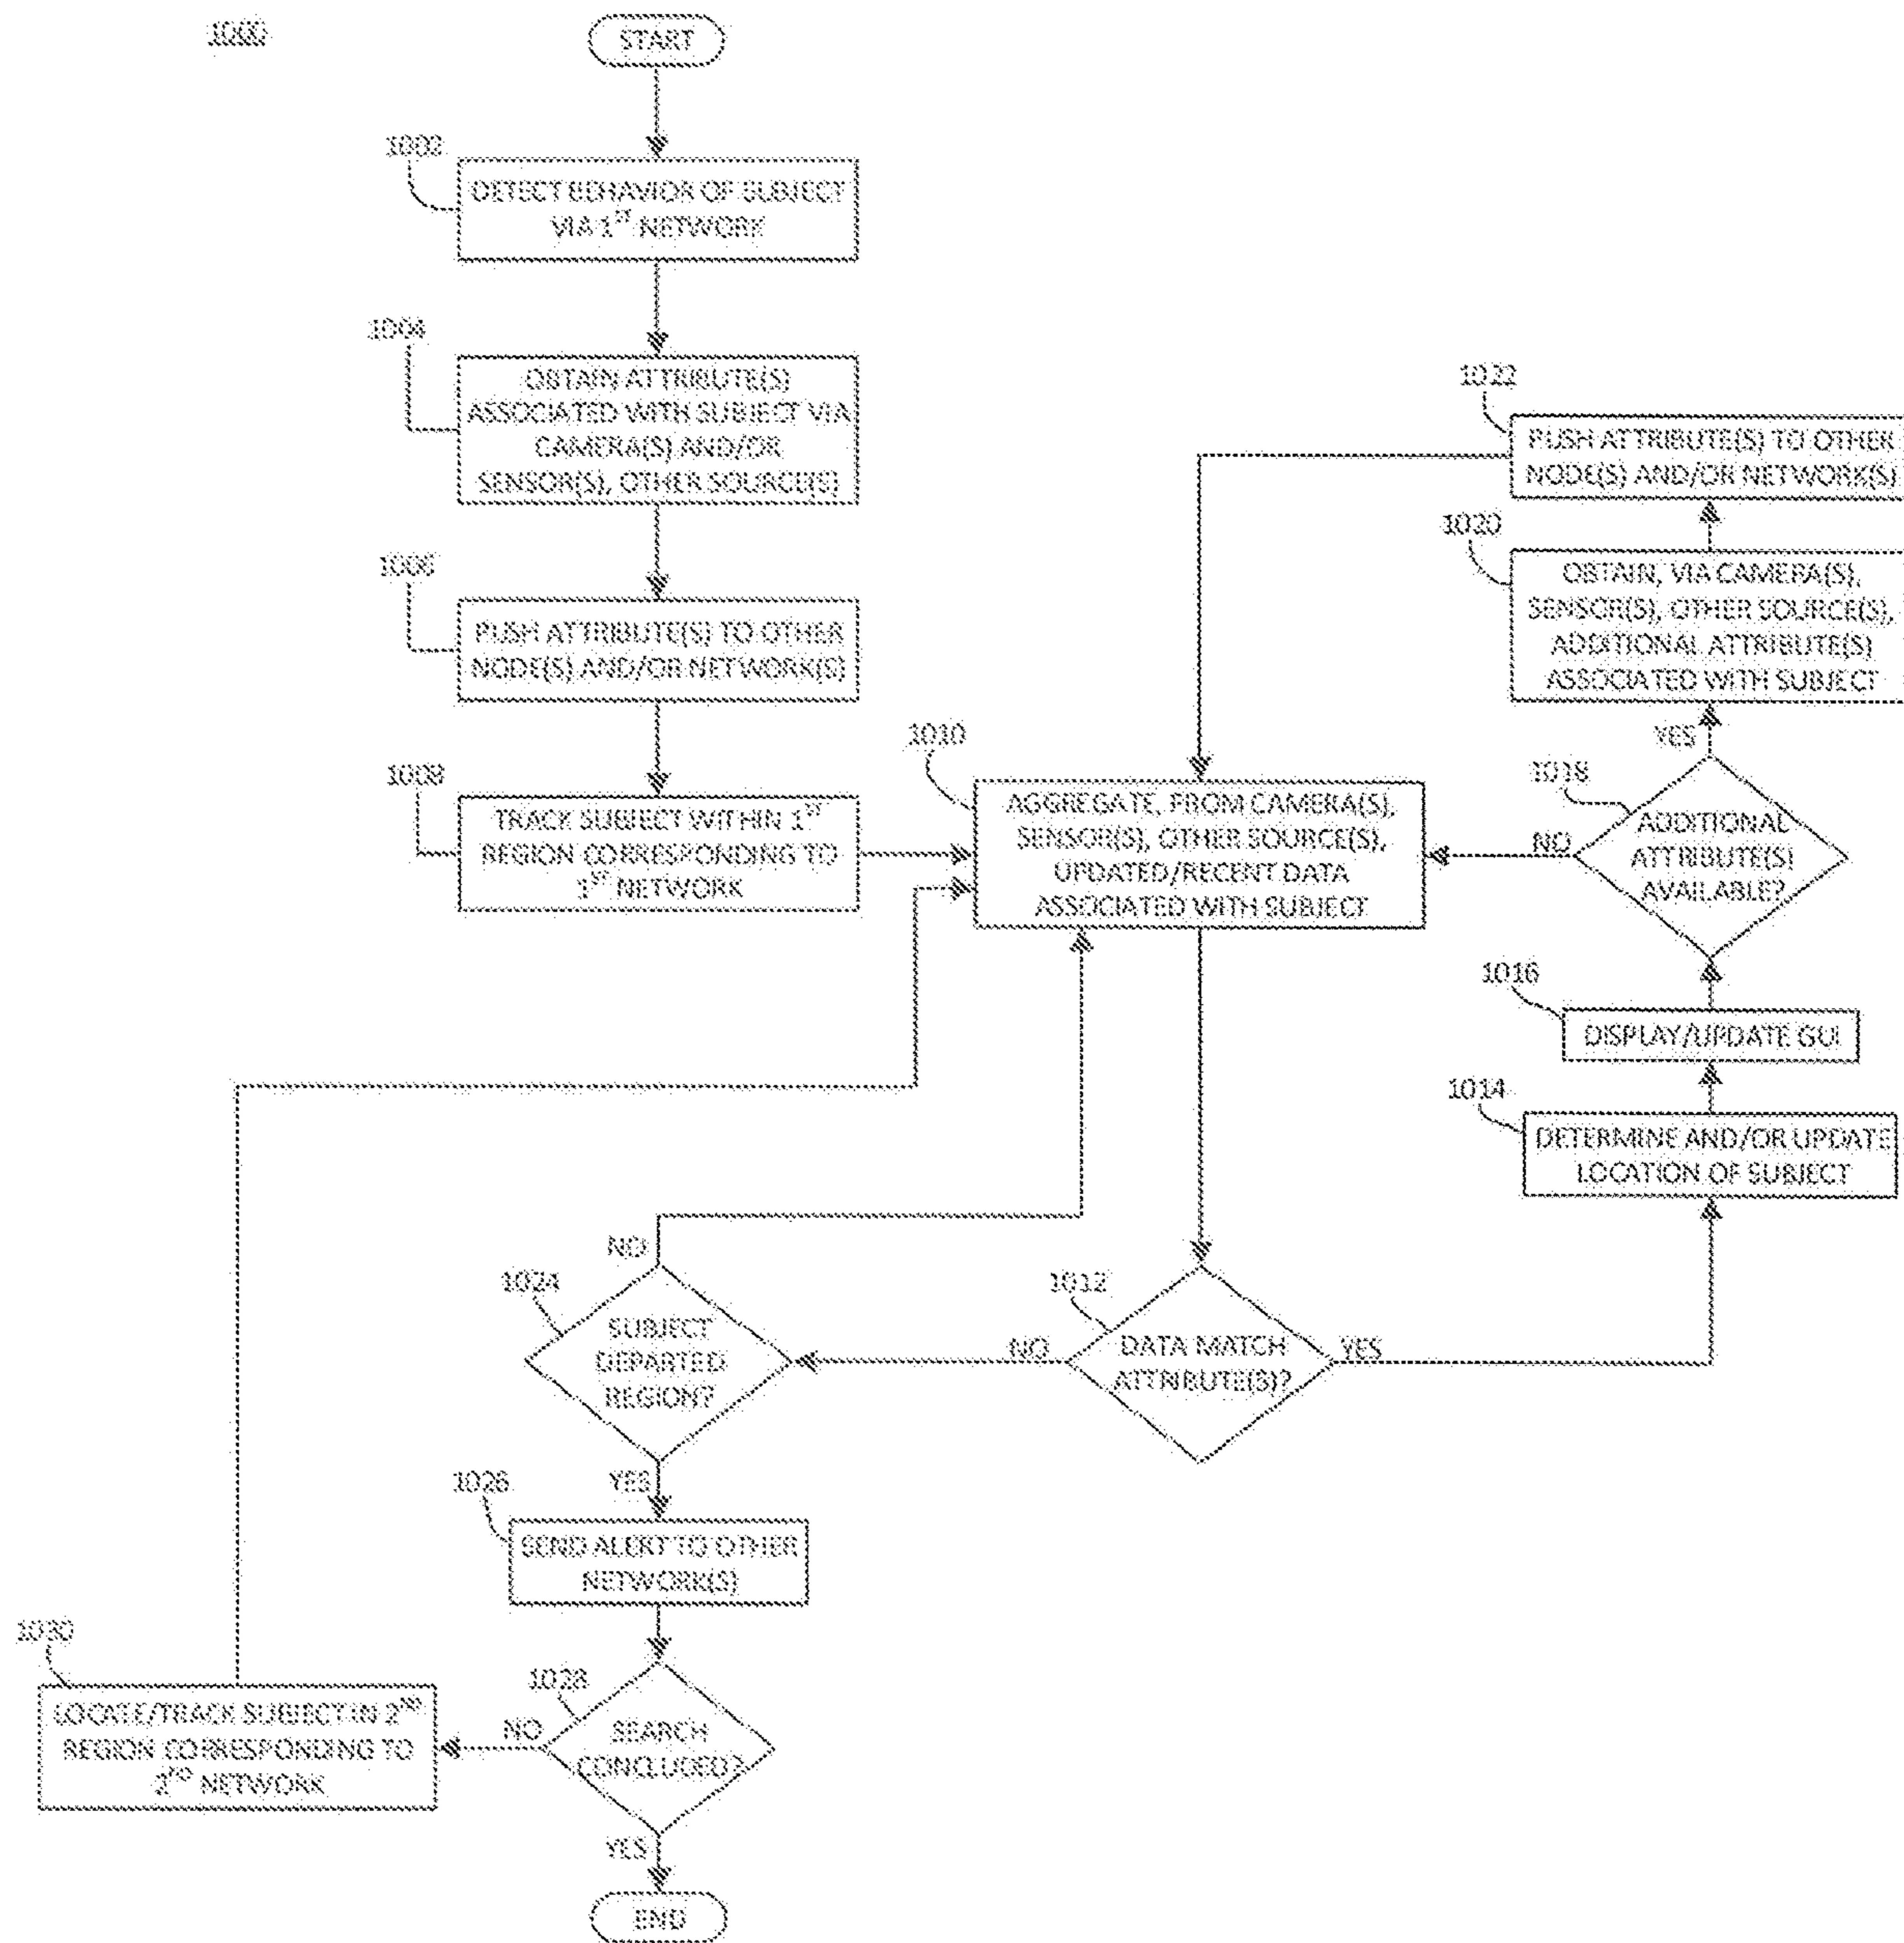 1000
START
1002
DETECT BEHAVIOR OF SUBJECT
VIA 1ST NETWORK
1004
OBTAIN ATTRIBUTE(S)
ASSOCIATED WITH SUBJECT VIA
CAMERA(S) AND/OR
SENSOR(S), OTHER SOURCE(S)
1006
PUSH ATTRIBUTE(S) TO OTHER
NODE(S) AND/OR NETWORK(S)
1008
TRACK SUBJECT WITHIN 1ST
REGION CORRESPONDING TO
1ST NETWORK
1010
AGGREGATE, FROM CAMERA(S),
SENSOR(S), OTHER SOURCE(S),
UPDATED/RECENT DATA
ASSOCIATED WITH SUBJECT
1022
PUSH ATTRIBUTE(S) TO OTHER
NODE(S) AND/OR NETWORK(S)
1020
OBTAIN, VIA CAMERA(S),
SENSOR(S), OTHER SOURCE(S),
ADDITIONAL ATTRIBUTE(S)
ASSOCIATED WITH SUBJECT
YES
1018
ADDITIONAL
ATTRIBUTE(S)
AVAILABLE?
NO
1016
DISPLAY/UPDATE GUI
1014
DETERMINE AND/OR UPDATE
LOCATION OF SUBJECT
NO
1024
SUBJECT
DEPARTED
REGION?
NO
1012
DATA MATCH
ATTRIBUTE(S)?
YES
YES
1026
SEND ALERT TO OTHER
NETWORK(S)
1030
LOCATE/TRACK SUBJECT IN 2ND
REGION CORRESPONDING TO
2ND NETWORK
NO
1028
SEARCH
CONCLUDED?
YES
END